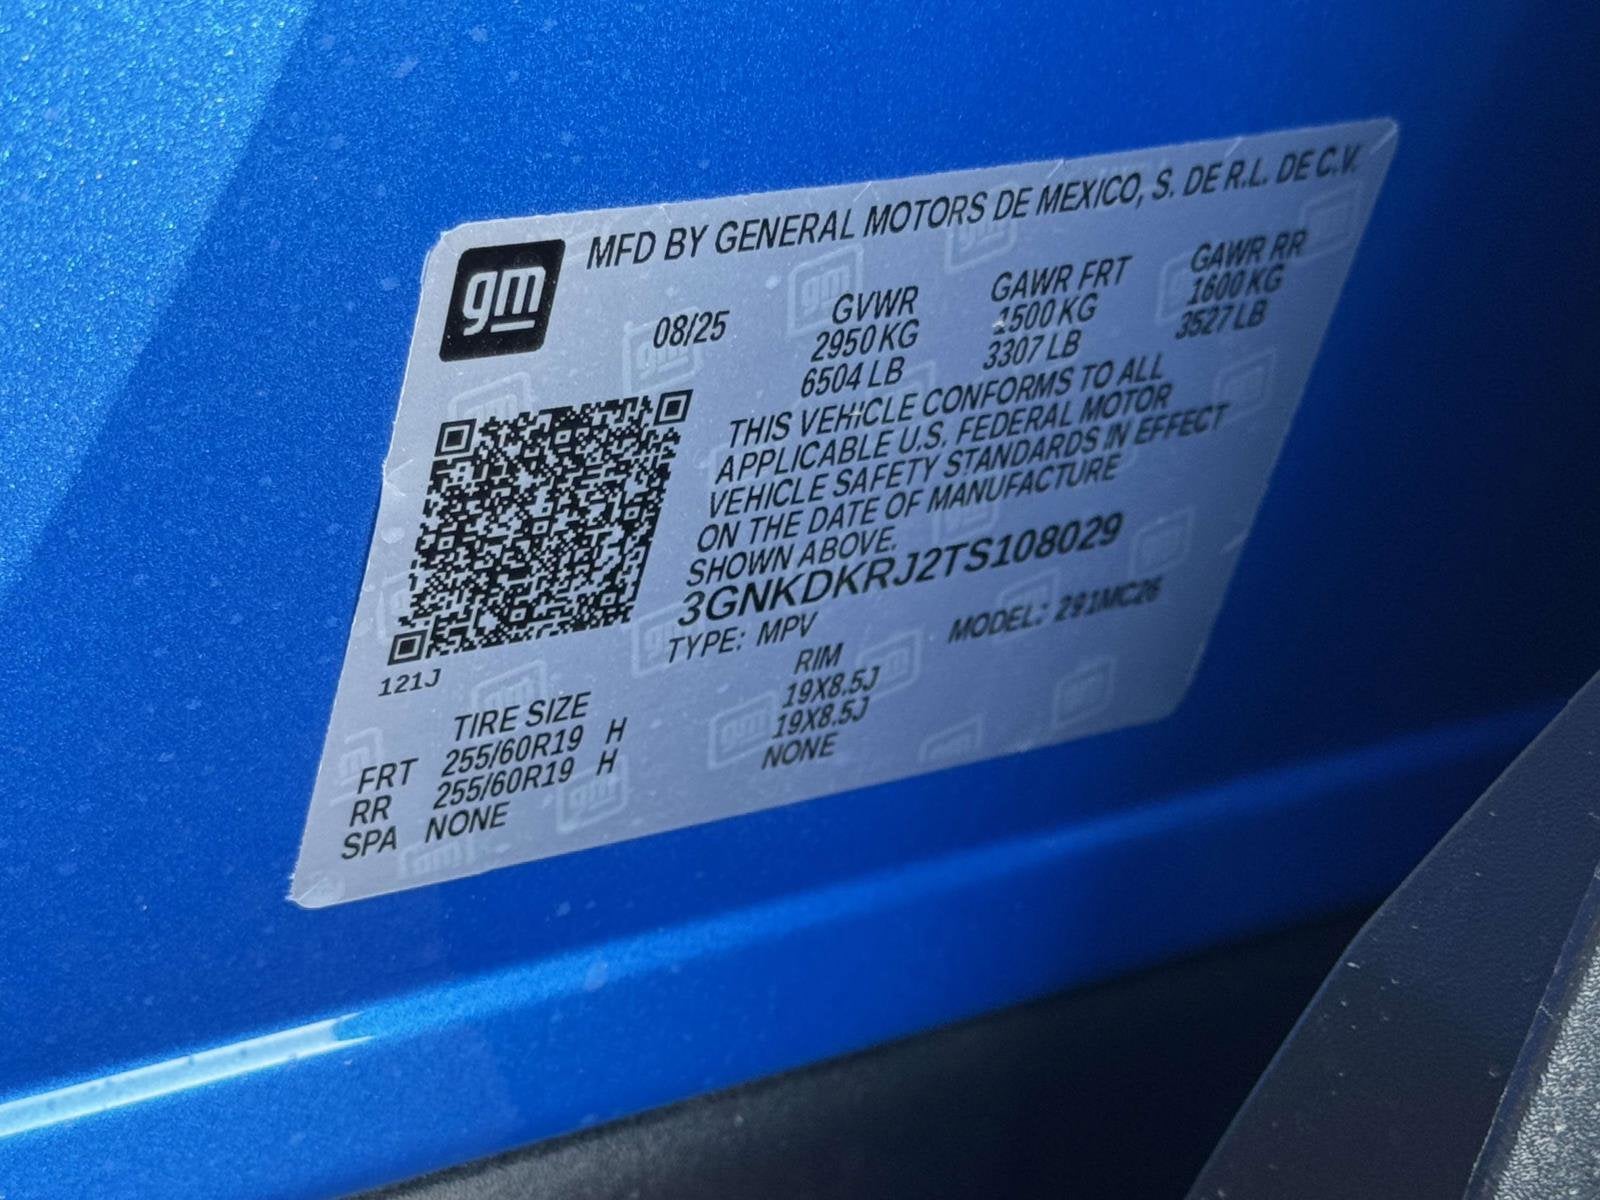 gm
MFD BY GENERAL MOTORS DE MEXICO, S. DE R.L. DE C.V.
08/25 GVWR GAWR FRT GAWR RR
2950 KG 1500 KG 1600 KG
6504 LB 3307 LB 3527 LB
THIS VEHICLE CONFORMS TO ALL
APPLICABLE U.S. FEDERAL MOTOR
VEHICLE SAFETY STANDARDS IN EFFECT
ON THE DATE OF MANUFACTURE
SHOWN ABOVE.
3GNKDKRJ2TS108029
TYPE: MPV MODEL: 291MC26
121J
TIRE SIZE RIM
FRT 255/60R19 H 19X8.5J
RR 255/60R19 H 19X8.5J
SPA NONE NONE